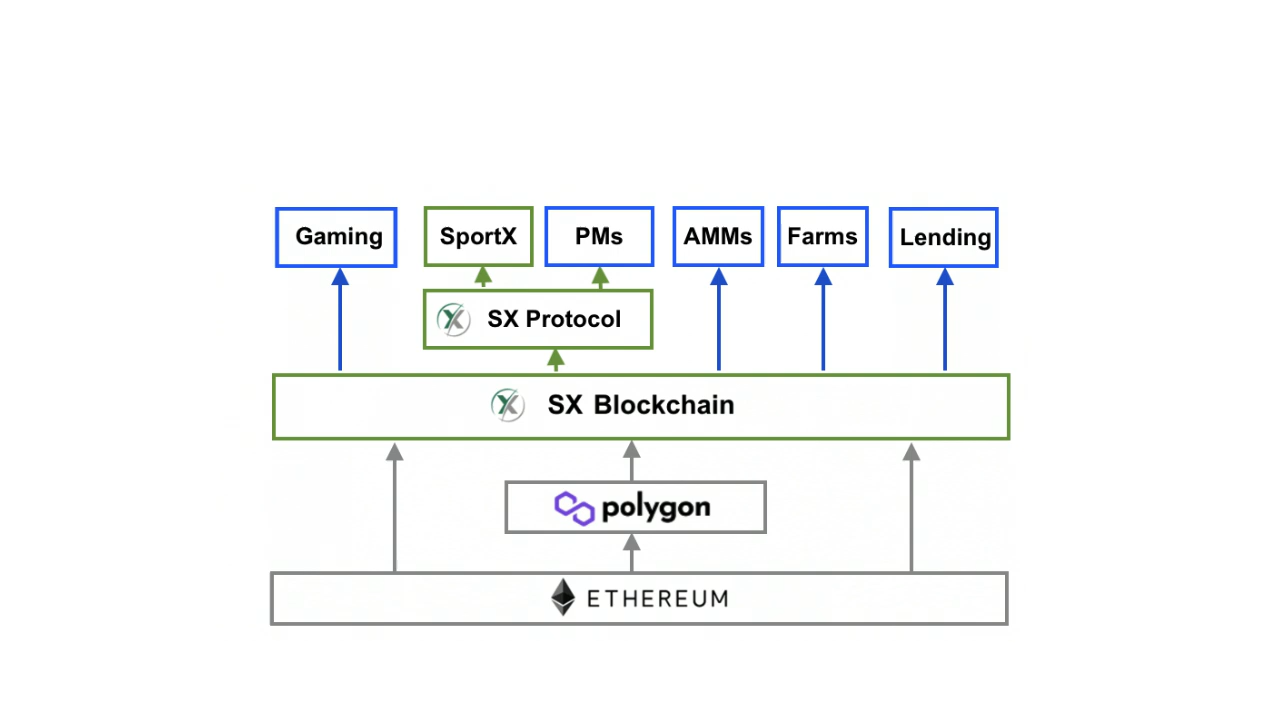 Gaming
SportX
PMs
AMMs
Farms
Lending
SX Protocol
SX Blockchain
polygon
ETHEREUM